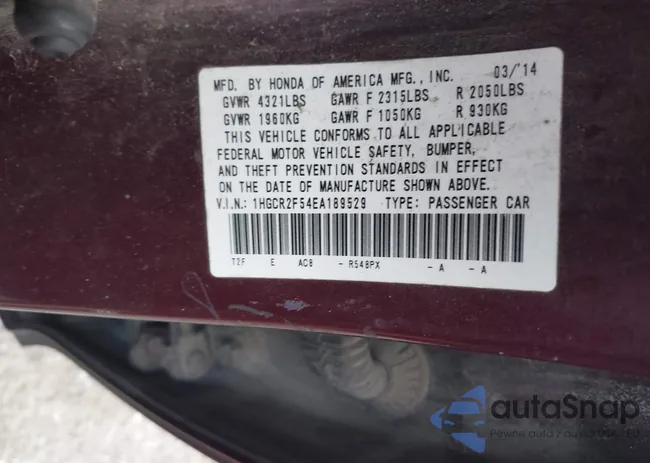 MFD. BY HONDA OF AMERICA MFG., INC. 03/'14
GVWR 4321LBS GAWR F 2315LBS R 2050LBS
GVWR 1960KG GAWR F 1050KG R 930KG
THIS VEHICLE CONFORMS TO ALL APPLICABLE
FEDERAL MOTOR VEHICLE SAFETY, BUMPER,
AND THEFT PREVENTION STANDARDS IN EFFECT
ON THE DATE OF MANUFACTURE SHOWN ABOVE.
V.I.N.: 1HGCR2F54EA189529 TYPE: PASSENGER CAR
T2F E AC8 - R548PX - A - A
autaSnap
Pewne auta z